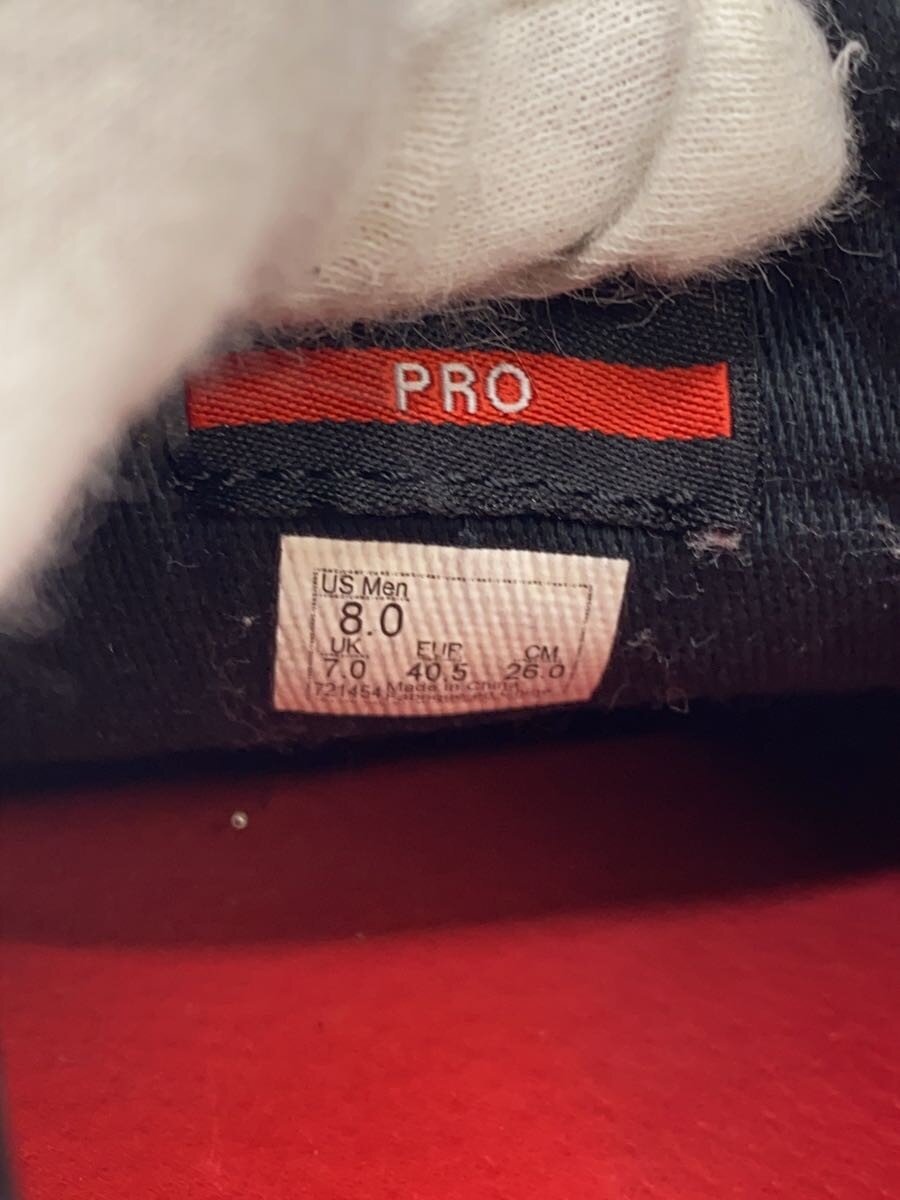 PRO
US Men
8.0
UK EUR CM
7.0 40.5 26.0
721454 Made in China